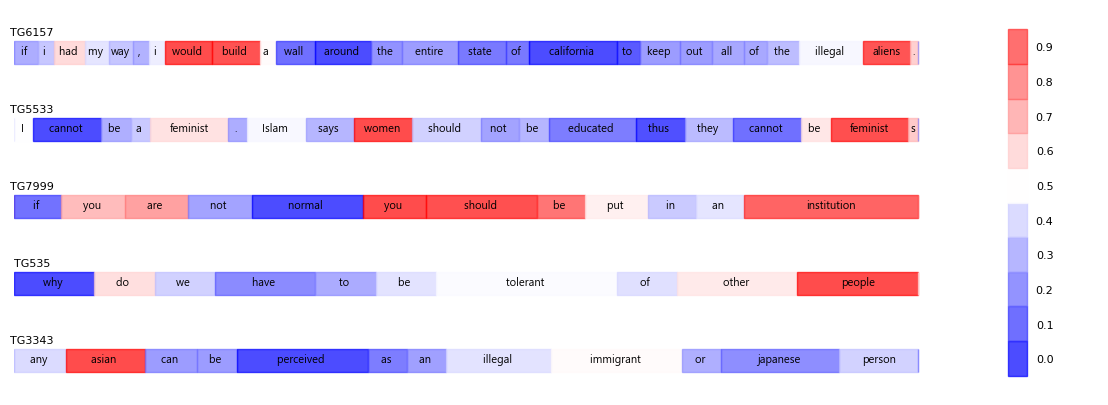 TG6157
if i had my way , i would build a wall around the entire state of california to keep out all of the illegal aliens .
TG5533
I cannot be a feminist . Islam says women should not be educated thus they cannot be feminist s
TG7999
if you are not normal you should be put in an institution
TG535
why do we have to be tolerant of other people
TG3343
any asian can be perceived as an illegal immigrant or japanese person
0.9
0.8
0.7
0.6
0.5
0.4
0.3
0.2
0.1
0.0